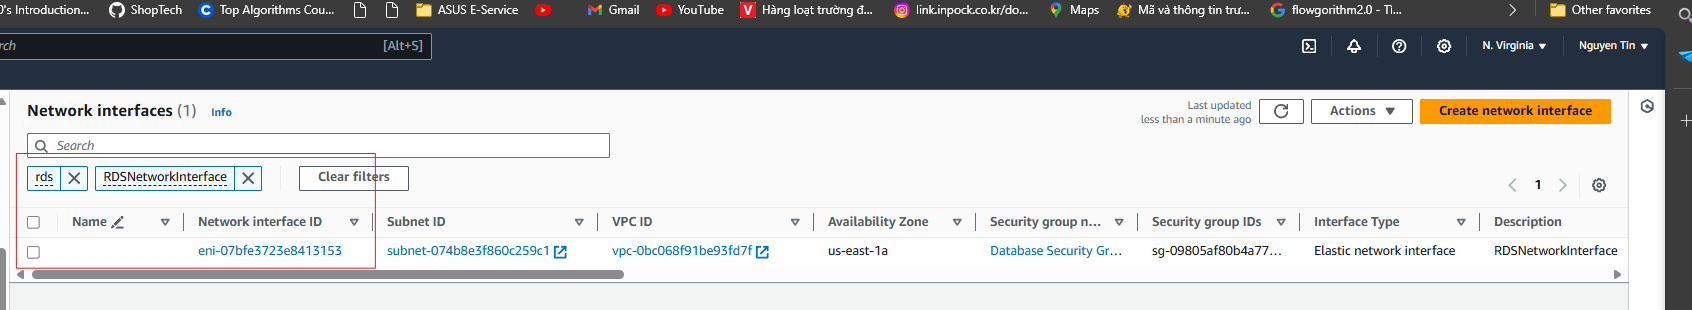 0's Introduction... ShopTech Top Algorithms Cou... ASUS E-Service Gmail YouTube Hàng loạt trường đ... link.inpock.co.kr/do... Maps Mã và thông tin trư... flowgorithm2.0 - Tì... Other favorites
rch [Alt+S] N. Virginia Nguyen Tin
Network interfaces (1) Info
Last updated
less than a minute ago
Actions
Create network interface
Search
rds RDSNetworkInterface Clear filters
1
Name Network interface ID Subnet ID VPC ID Availability Zone Security group n... Security group IDs Interface Type Description
eni-07bfe3723e8413153 subnet-074b8e3f860c259c1 vpc-0bc068f91be93fd7f us-east-1a Database Security Gr... sg-09805af80b4a77... Elastic network interface RDSNetworkInterface